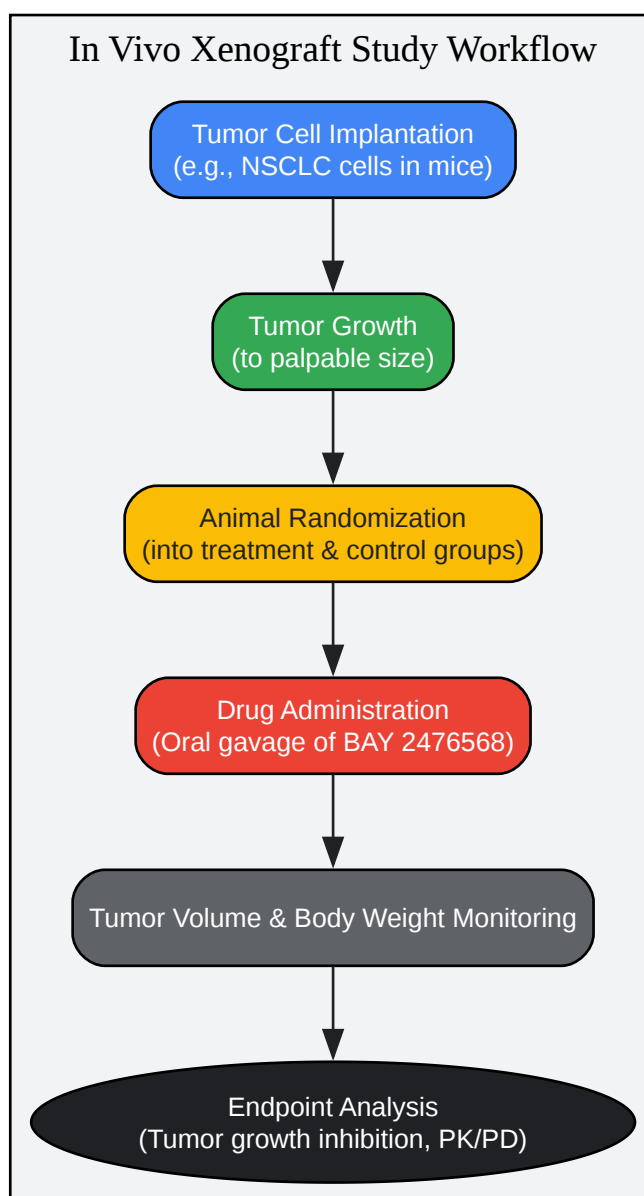 In Vivo Xenograft Study Workflow
Tumor Cell Implantation
(e.g., NSCLC cells in mice)
Tumor Growth
(to palpable size)
Animal Randomization
(into treatment & control groups)
Drug Administration
(Oral gavage of BAY 2476568)
Tumor Volume & Body Weight Monitoring
Endpoint Analysis
(Tumor growth inhibition, PK/PD)